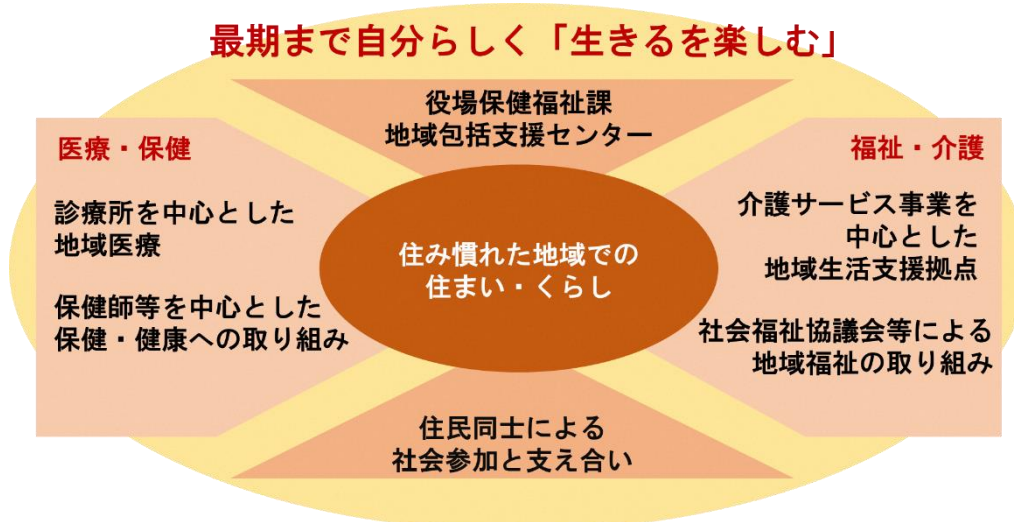 最期まで自分らしく「生きるを楽しむ」
役場保健福祉課
地域包括支援センター
医療・保健
診療所を中心とした
地域医療
保健師等を中心とした
保健・健康への取り組み
住み慣れた地域での
住まい・くらし
福祉・介護
介護サービス事業を
中心とした
地域生活支援拠点
社会福祉協議会等による
地域福祉の取り組み
住民同士による
社会参加と支え合い